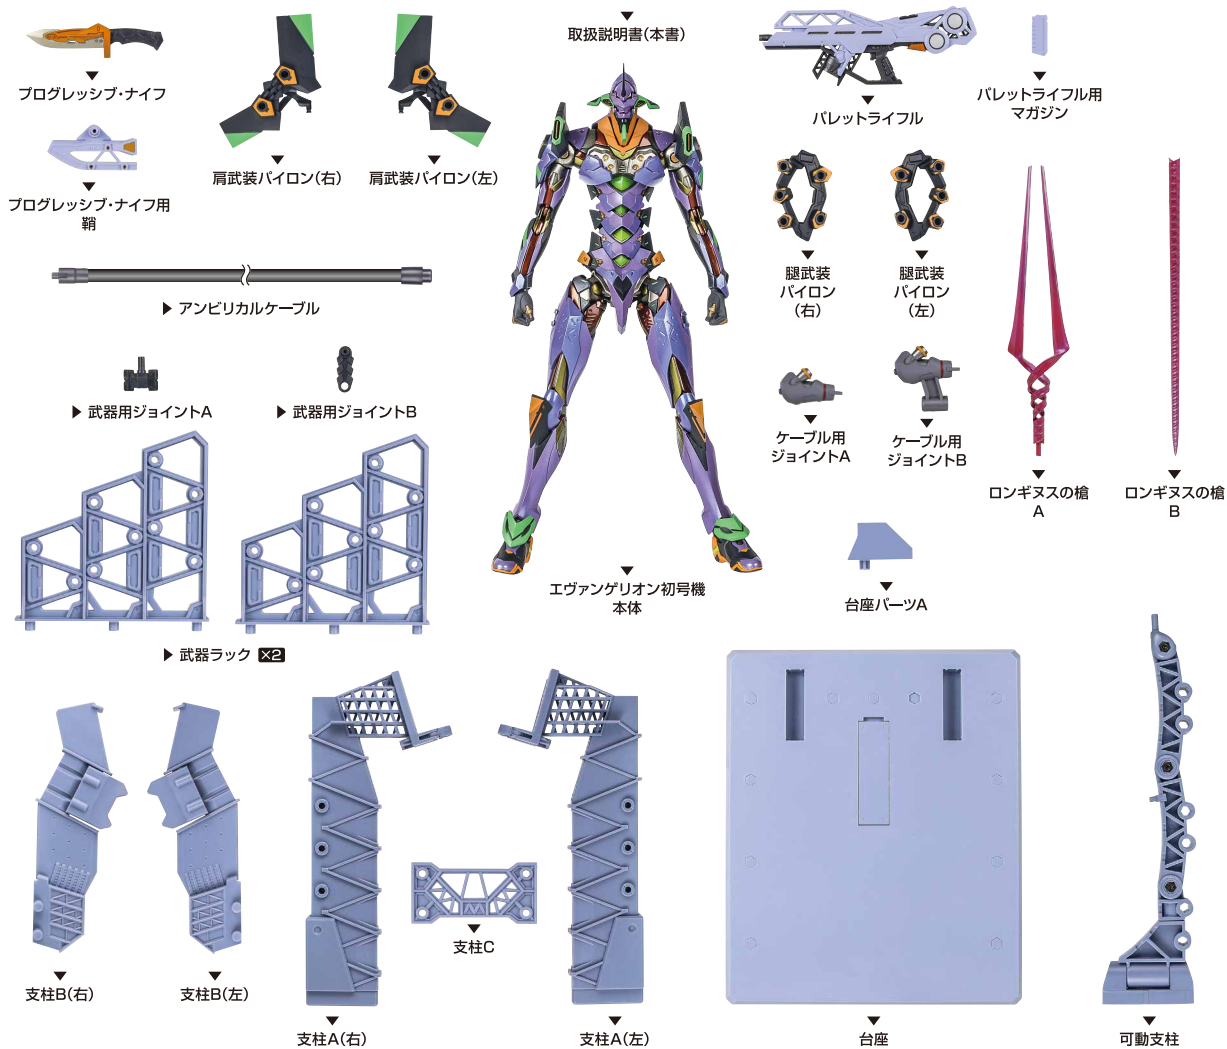 取扱説明書(本書)
プログレッシブ・ナイフ
肩武装パイロン(右)
肩武装パイロン(左)
パレットライフル
パレットライフル用
マガジン
プログレッシブ・ナイフ用
鞘
アンビリカルケーブル
腿武装
パイロン
(右)
腿武装
パイロン
(左)
武器用ジョイントA
武器用ジョイントB
ケーブル用
ジョイントA
ケーブル用
ジョイントB
ロンギヌスの槍
A
ロンギヌスの槍
B
エヴァンゲリオン初号機
本体
台座パーツA
武器ラック ×2
支柱B(右)
支柱B(左)
支柱A(右)
支柱C
支柱A(左)
台座
可動支柱